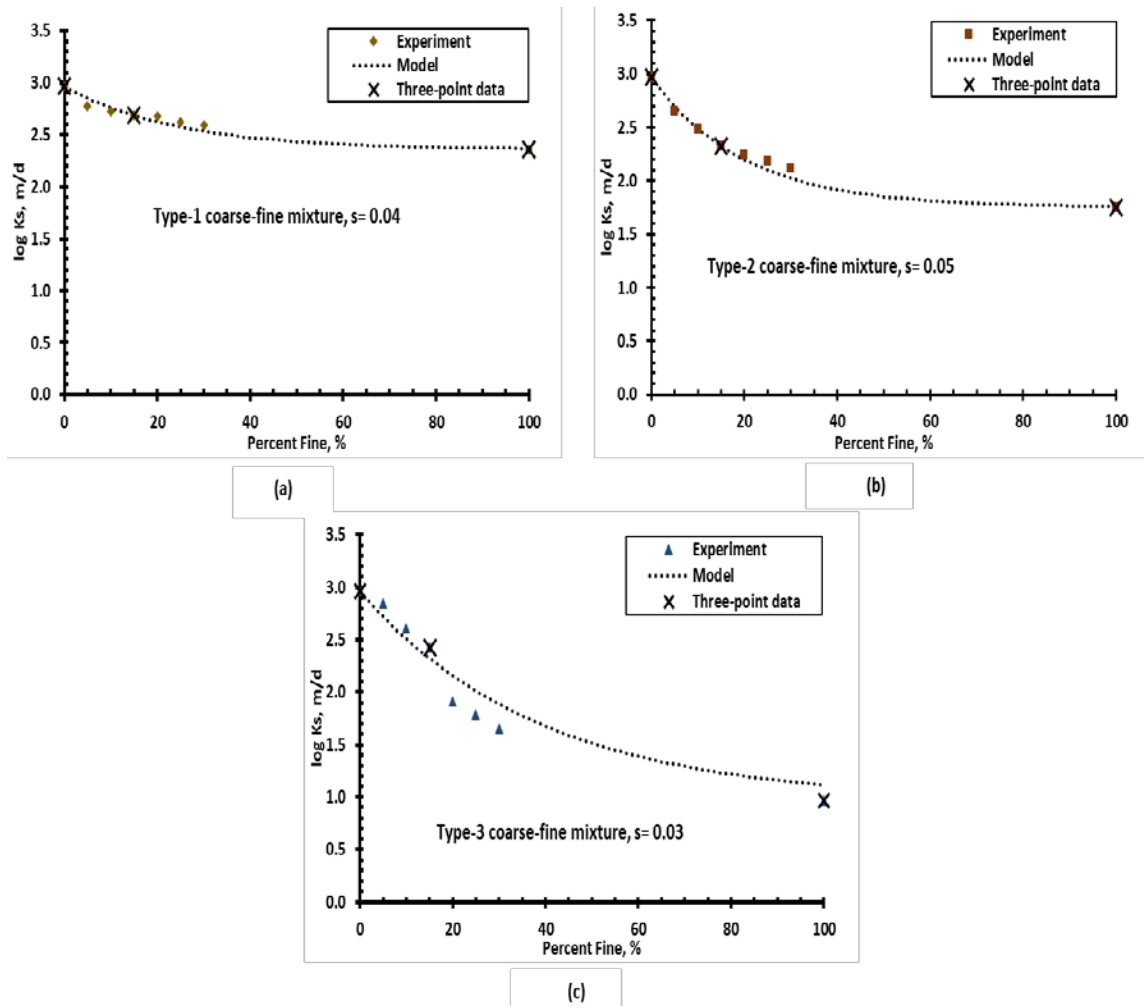 3.5
3.0
2.5
2.0
1.5
1.0
0.5
0.0
log Ks, m/d
Experiment
Model
Three-point data
Type-1 coarse-fine mixture, s= 0.04
0 20 40 60 80 100
Percent Fine, %
(a)
3.5
3.0
2.5
2.0
1.5
1.0
0.5
0.0
log Ks, m/d
Experiment
Model
Three-point data
Type-2 coarse-fine mixture, s= 0.05
0 20 40 60 80 100
Percent Fine, %
(b)
3.5
3.0
2.5
2.0
1.5
1.0
0.5
0.0
log Ks, m/d
Experiment
Model
Three-point data
Type-3 coarse-fine mixture, s= 0.03
0 20 40 60 80 100
Percent Fine, %
(c)